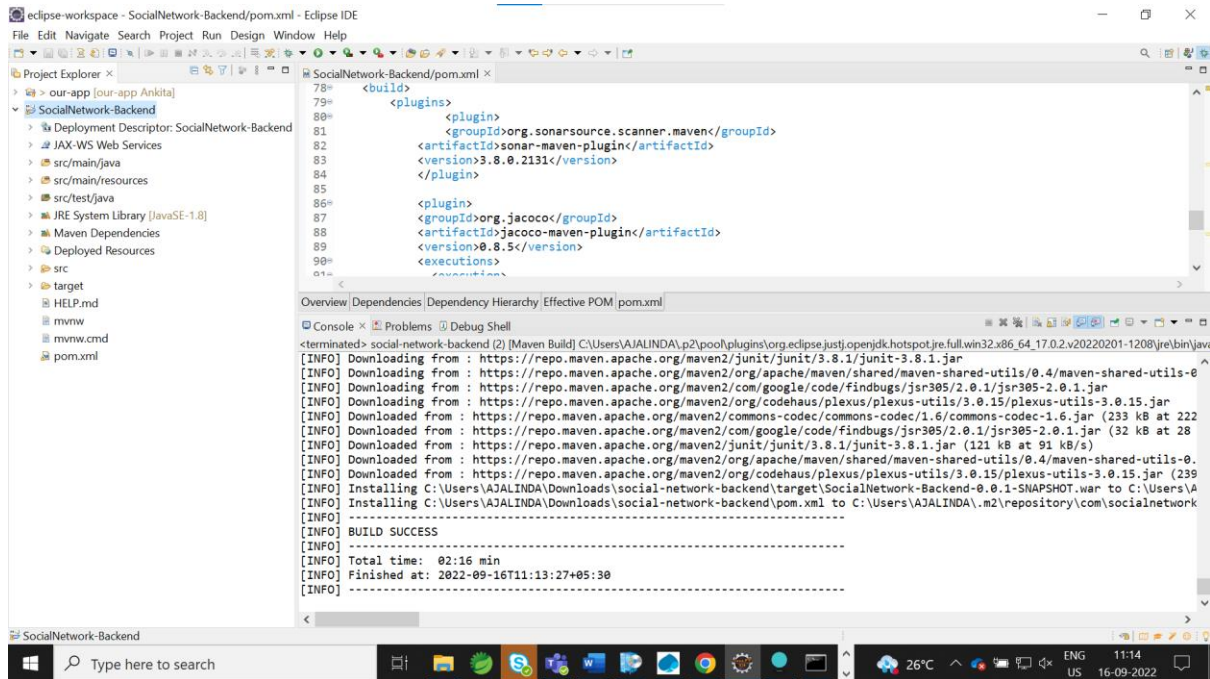 eclipse-workspace - SocialNetwork-Backend/pom.xml - Eclipse IDE
File Edit Navigate Search Project Run Design Window Help
Project Explorer ×
> our-app [our-app Ankita]
SocialNetwork-Backend
Deployment Descriptor: SocialNetwork-Backend
JAX-WS Web Services
src/main/java
src/main/resources
src/test/java
JRE System Library [JavaSE-1.8]
Maven Dependencies
Deployed Resources
src
target
HELP.md
mvnw
mvnw.cmd
pom.xml
SocialNetwork-Backend/pom.xml ×
78 <build>
79 <plugins>
80 <plugin>
81 <groupId>org.sonarsource.scanner.maven</groupId>
82 <artifactId>sonar-maven-plugin</artifactId>
83 <version>3.8.0.2131</version>
84 </plugin>
85
86 <plugin>
87 <groupId>org.jacoco</groupId>
88 <artifactId>jacoco-maven-plugin</artifactId>
89 <version>0.8.5</version>
90 <executions>
91 <execution>
Overview Dependencies Dependency Hierarchy Effective POM pom.xml
Console × Problems Debug Shell
<terminated> social-network-backend (2) [Maven Build] C:\Users\AJALINDA\.p2\pool\plugins\org.eclipse.justj.openjdk.hotspot.jre.full.win32.x86_64_17.0.2.v20220201-1208\jre\bin\java
[INFO] Downloading from : https://repo.maven.apache.org/maven2/junit/junit/3.8.1/junit-3.8.1.jar
[INFO] Downloading from : https://repo.maven.apache.org/maven2/org/apache/maven/shared/maven-shared-utils/0.4/maven-shared-utils-0
[INFO] Downloading from : https://repo.maven.apache.org/maven2/com/google/code/findbugs/jsr305/2.0.1/jsr305-2.0.1.jar
[INFO] Downloading from : https://repo.maven.apache.org/maven2/org/codehaus/plexus/plexus-utils/3.0.15/plexus-utils-3.0.15.jar
[INFO] Downloaded from : https://repo.maven.apache.org/maven2/commons-codec/commons-codec/1.6/commons-codec-1.6.jar (233 kB at 222
[INFO] Downloaded from : https://repo.maven.apache.org/maven2/com/google/code/findbugs/jsr305/2.0.1/jsr305-2.0.1.jar (32 kB at 28
[INFO] Downloaded from : https://repo.maven.apache.org/maven2/junit/junit/3.8.1/junit-3.8.1.jar (121 kB at 91 kB/s)
[INFO] Downloaded from : https://repo.maven.apache.org/maven2/org/apache/maven/shared/maven-shared-utils/0.4/maven-shared-utils-0.
[INFO] Downloaded from : https://repo.maven.apache.org/maven2/org/codehaus/plexus/plexus-utils/3.0.15/plexus-utils-3.0.15.jar (239
[INFO] Installing C:\Users\AJALINDA\Downloads\social-network-backend\target\SocialNetwork-Backend-0.0.1-SNAPSHOT.war to C:\Users\A
[INFO] Installing C:\Users\AJALINDA\Downloads\social-network-backend\pom.xml to C:\Users\AJALINDA\.m2\repository\com\socialnetwork
[INFO] ------------------------------------------------------------------------
[INFO] BUILD SUCCESS
[INFO] ------------------------------------------------------------------------
[INFO] Total time:  02:16 min
[INFO] Finished at: 2022-09-16T11:13:27+05:30
[INFO] ------------------------------------------------------------------------
SocialNetwork-Backend
Type here to search
26°C
ENG
US
11:14
16-09-2022